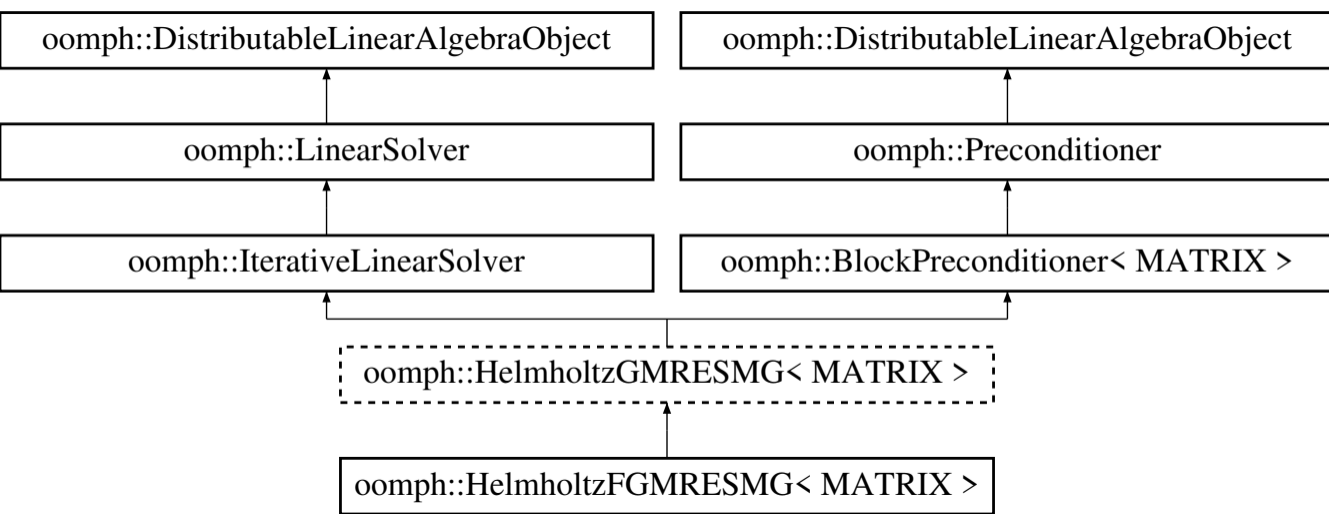 oomph::DistributableLinearAlgebraObject
oomph::DistributableLinearAlgebraObject
oomph::LinearSolver
oomph::Preconditioner
oomph::IterativeLinearSolver
oomph::BlockPreconditioner< MATRIX >
oomph::HelmholtzGMRESMG< MATRIX >
oomph::HelmholtzFGMRESMG< MATRIX >